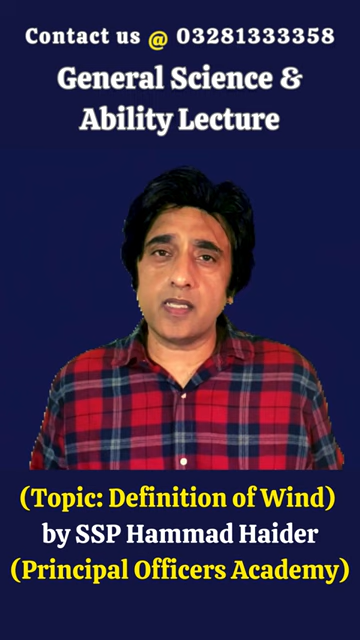 Contact us @ 03281333358
General Science &
Ability Lecture
(Topic: Definition of Wind)
by SSP Hammad Haider
(Principal Officers Academy)